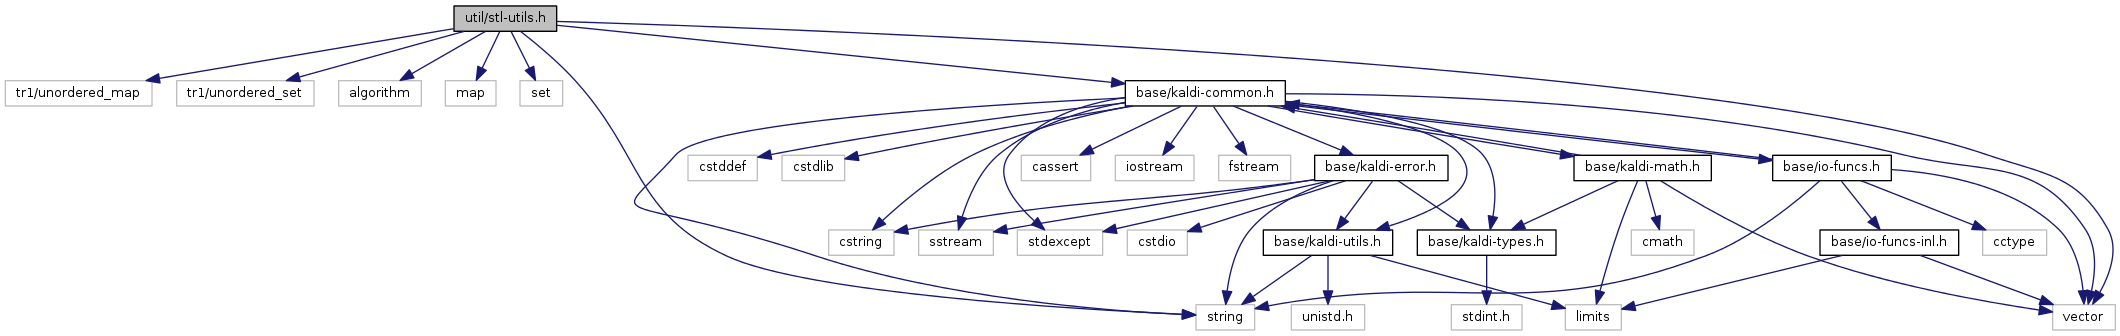 util/stl-utils.h
tr1/unordered_map
tr1/unordered_set
algorithm
map
set
base/kaldi-common.h
cstddef
cstdlib
cassert
iostream
fstream
base/kaldi-error.h
base/kaldi-math.h
base/io-funcs.h
cstring
sstream
stdexcept
cstdio
base/kaldi-utils.h
base/kaldi-types.h
cmath
base/io-funcs-inl.h
cctype
string
unistd.h
stdint.h
limits
vector